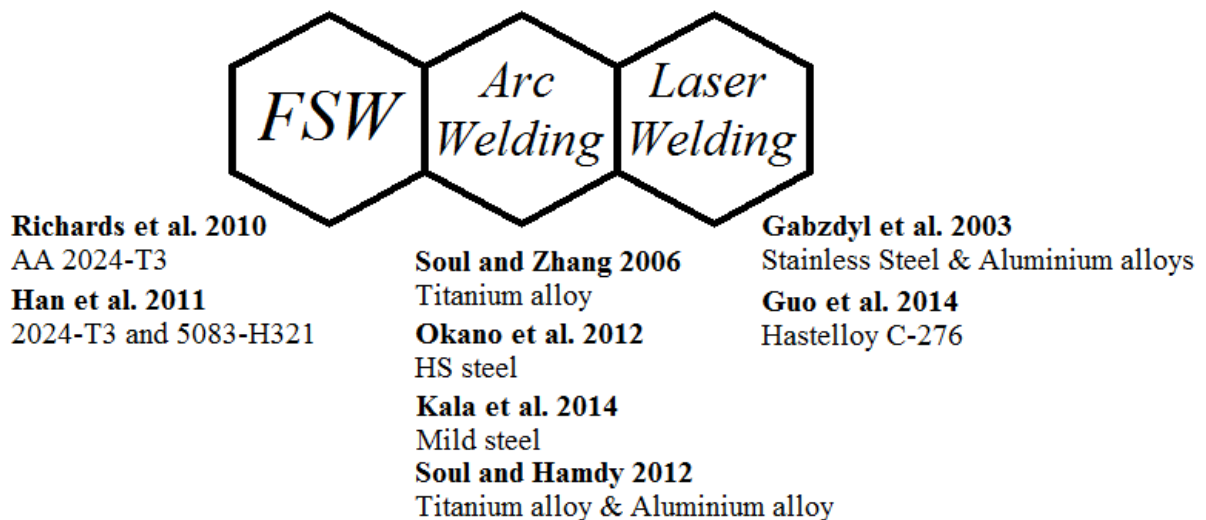 FSW
Arc
Welding
Laser
Welding
Richards et al. 2010
AA 2024-T3
Han et al. 2011
2024-T3 and 5083-H321
Soul and Zhang 2006
Titanium alloy
Okano et al. 2012
HS steel
Kala et al. 2014
Mild steel
Soul and Hamdy 2012
Titanium alloy & Aluminium alloy
Gabzdyl et al. 2003
Stainless Steel & Aluminium alloys
Guo et al. 2014
Hastelloy C-276